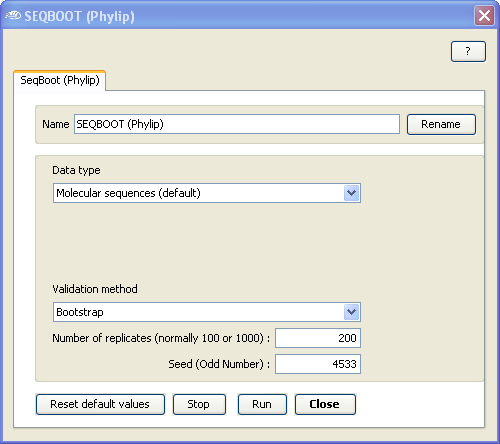 SEQBOOT (Phylip)
?
SeqBoot (Phylip)
Name SEQBOOT (Phylip) Rename
Data type
Molecular sequences (default)
Validation method
Bootstrap
Number of replicates (normally 100 or 1000) : 200
Seed (Odd Number) : 4533
Reset default values Stop Run Close